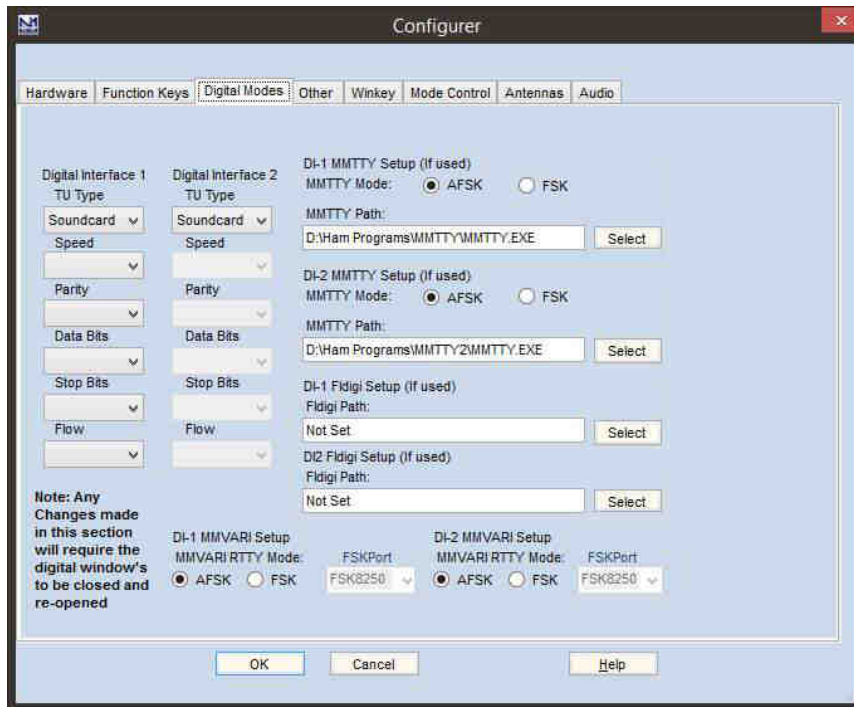 Configurer
Hardware Function Keys Digital Modes Other Winkey Mode Control Antennas Audio
Digital Interface 1
TU Type
Soundcard
Speed
Parity
Data Bits
Stop Bits
Flow
Digital Interface 2
TU Type
Soundcard
Speed
Parity
Data Bits
Stop Bits
Flow
DI-1 MMTTY Setup (If used)
MMTTY Mode: AFSK FSK
MMTTY Path:
D:\Ham Programs\MMTTY\MMTTY.EXE Select
DI-2 MMTTY Setup (If used)
MMTTY Mode: AFSK FSK
MMTTY Path:
D:\Ham Programs\MMTTY2\MMTTY.EXE Select
DI-1 Fldigi Setup (If used)
Fldigi Path:
Not Set Select
DI2 Fldigi Setup (If used)
Fldigi Path:
Not Set Select
Note: Any
Changes made
in this section
will require the
digital window's
to be closed and
re-opened
DI-1 MMVARI Setup
MMVARI RTTY Mode: FSKPort
AFSK FSK FSK8250
DI-2 MMVARI Setup
MMVARI RTTY Mode: FSKPort
AFSK FSK FSK8250
OK Cancel Help